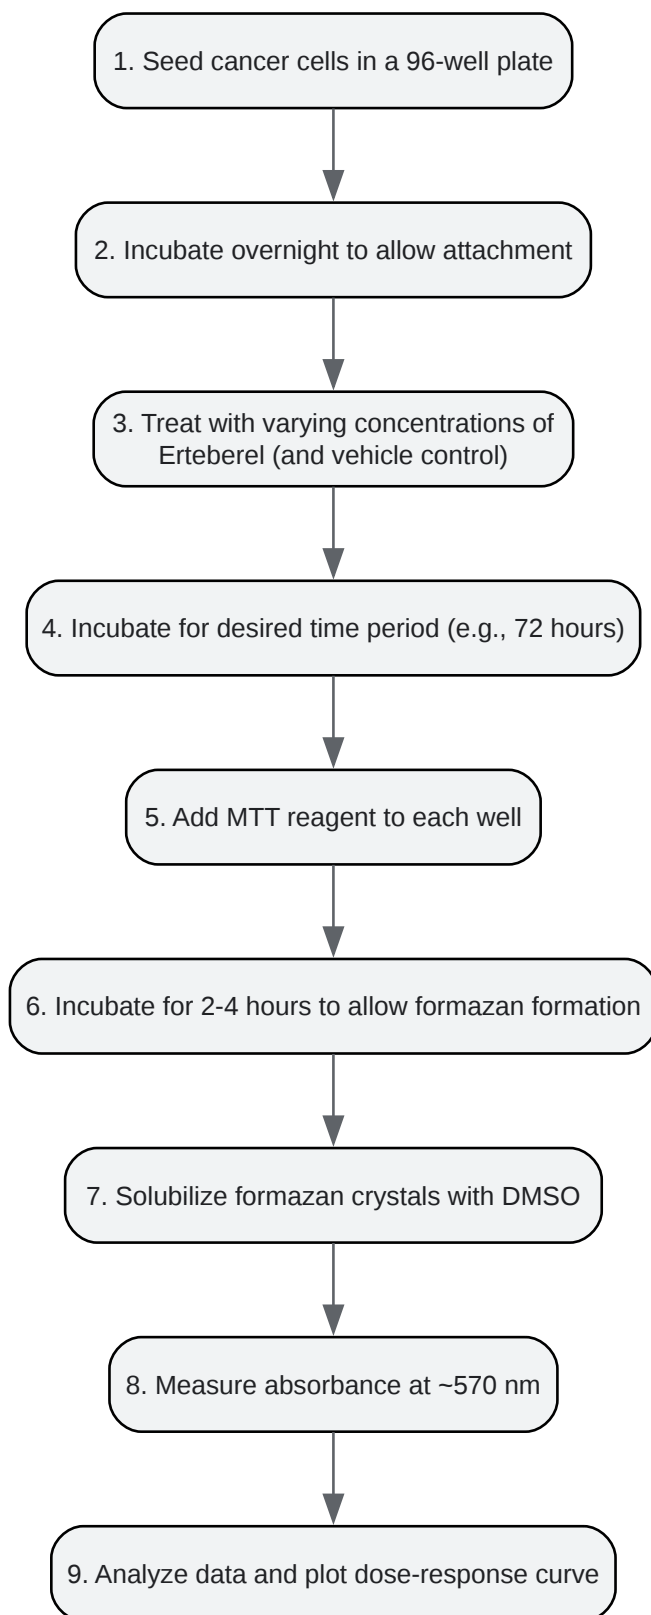 1. Seed cancer cells in a 96-well plate
2. Incubate overnight to allow attachment
3. Treat with varying concentrations of
Erteberel (and vehicle control)
4. Incubate for desired time period (e.g., 72 hours)
5. Add MTT reagent to each well
6. Incubate for 2-4 hours to allow formazan formation
7. Solubilize formazan crystals with DMSO
8. Measure absorbance at ~570 nm
9. Analyze data and plot dose-response curve